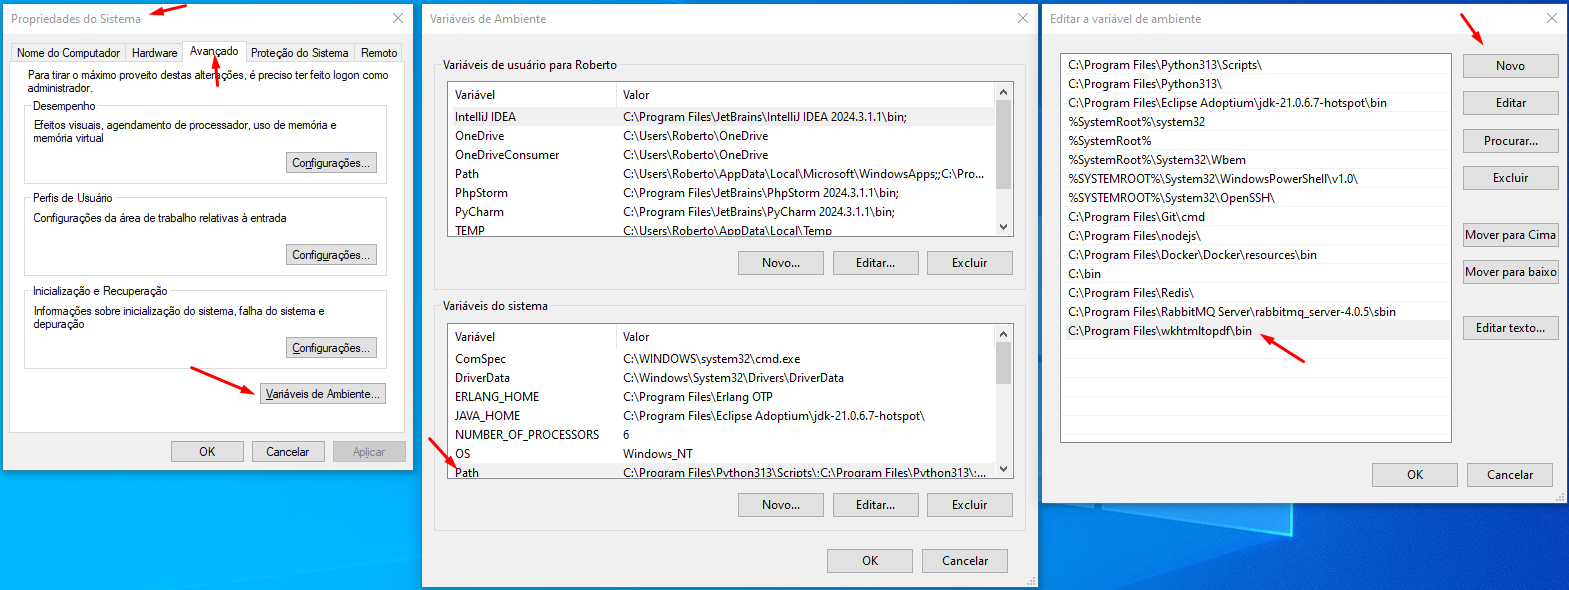 Propriedades do Sistema
Nome do Computador
Hardware
Avançado
Proteção do Sistema
Remoto
Para tirar o máximo proveito destas alterações, é preciso ter feito logon como
administrador.
Desempenho
Efeitos visuais, agendamento de processador, uso de memória e
memória virtual
Configurações...
Perfis de Usuário
Configurações da área de trabalho relativas à entrada
Configurações...
Inicialização e Recuperação
Informações sobre inicialização do sistema, falha do sistema e
depuração
Configurações...
Variáveis de Ambiente...
OK
Cancelar
Aplicar
Variáveis de Ambiente
Variáveis de usuário para Roberto
Variável Valor
IntelliJ IDEA C:\Program Files\JetBrains\IntelliJ IDEA 2024.3.1.1\bin;
OneDrive C:\Users\Roberto\OneDrive
OneDriveConsumer C:\Users\Roberto\OneDrive
Path C:\Users\Roberto\AppData\Local\Microsoft\WindowsApps;;C:\Pro...
PhpStorm C:\Program Files\JetBrains\PhpStorm 2024.3.1.1\bin;
PyCharm C:\Program Files\JetBrains\PyCharm 2024.3.1.1\bin;
TEMP C:\Users\Roberto\AppData\Local\Temp
Novo...
Editar...
Excluir
Variáveis do sistema
Variável Valor
ComSpec C:\WINDOWS\system32\cmd.exe
DriverData C:\Windows\System32\Drivers\DriverData
ERLANG_HOME C:\Program Files\Erlang OTP
JAVA_HOME C:\Program Files\Eclipse Adoptium\jdk-21.0.6.7-hotspot\
NUMBER_OF_PROCESSORS 6
OS Windows_NT
Path C:\Program Files\Python313\Scripts\;C:\Program Files\Python313\;...
Novo...
Editar...
Excluir
OK
Cancelar
Editar a variável de ambiente
C:\Program Files\Python313\Scripts\
C:\Program Files\Python313\
C:\Program Files\Eclipse Adoptium\jdk-21.0.6.7-hotspot\bin
%SystemRoot%\system32
%SystemRoot%
%SystemRoot%\System32\Wbem
%SYSTEMROOT%\System32\WindowsPowerShell\v1.0\
%SYSTEMROOT%\System32\OpenSSH\
C:\Program Files\Git\cmd
C:\Program Files\nodejs\
C:\Program Files\Docker\Docker\resources\bin
C:\bin
C:\Program Files\Redis\
C:\Program Files\RabbitMQ Server\rabbitmq_server-4.0.5\sbin
C:\Program Files\wkhtmltopdf\bin
Novo
Editar
Procurar...
Excluir
Mover para Cima
Mover para baixo
Editar texto...
OK
Cancelar